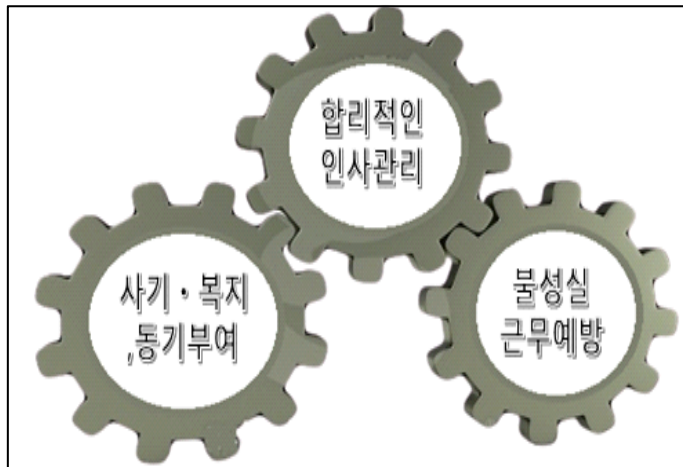 합리적인
인사관리
사기·복지
,동기부여
불성실
근무예방